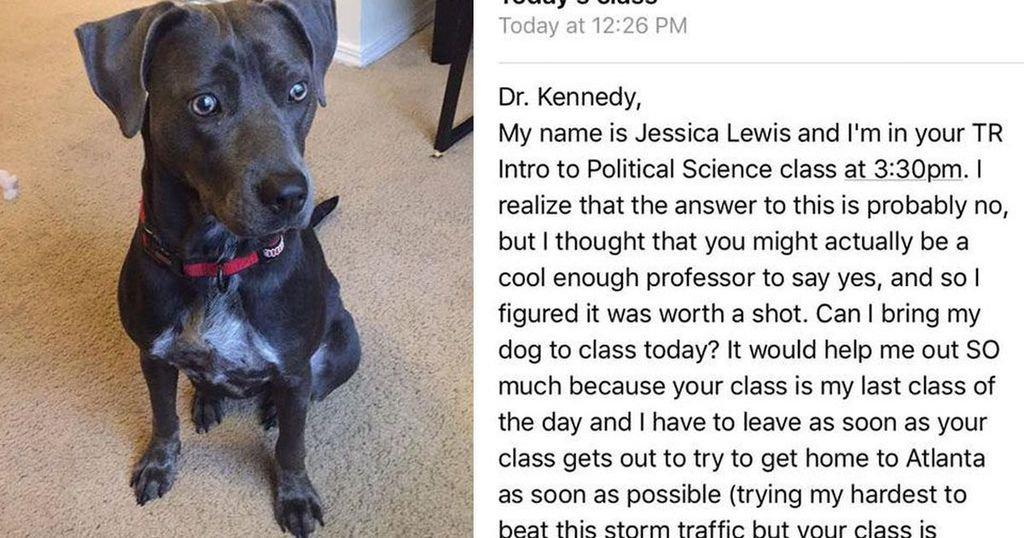 Today's class
Today at 12:26 PM
Dr. Kennedy,
My name is Jessica Lewis and I'm in your TR
Intro to Political Science class at 3:30pm. I
realize that the answer to this is probably no,
but I thought that you might actually be a
cool enough professor to say yes, and so I
figured it was worth a shot. Can I bring my
dog to class today? It would help me out SO
much because your class is my last class of
the day and I have to leave as soon as your
class gets out to try to get home to Atlanta
as soon as possible (trying my hardest to
beat this storm traffic but your class is